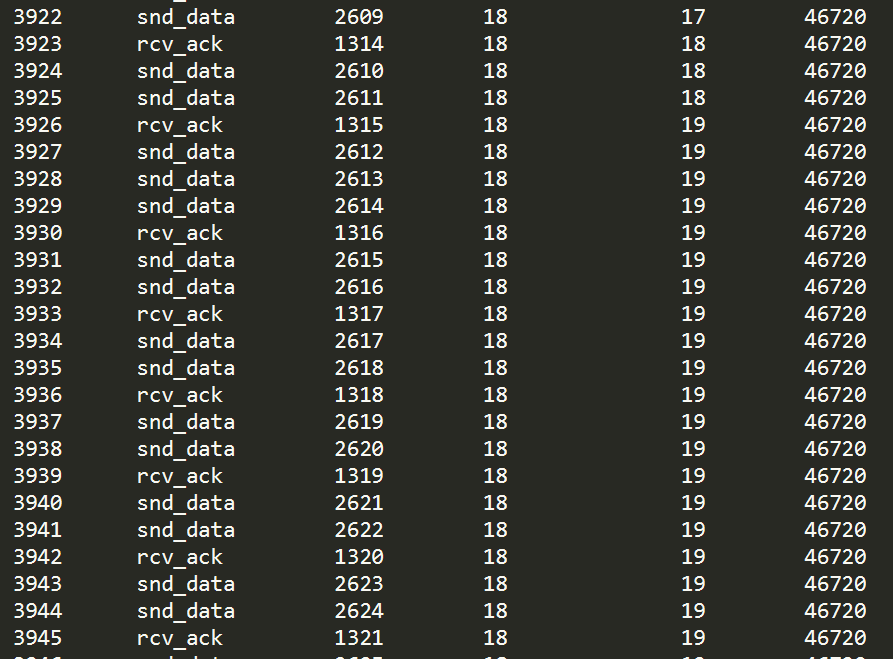 3922 snd_data 2609 18 17 46720
3923 rcv_ack 1314 18 18 46720
3924 snd_data 2610 18 18 46720
3925 snd_data 2611 18 18 46720
3926 rcv_ack 1315 18 19 46720
3927 snd_data 2612 18 19 46720
3928 snd_data 2613 18 19 46720
3929 snd_data 2614 18 19 46720
3930 rcv_ack 1316 18 19 46720
3931 snd_data 2615 18 19 46720
3932 snd_data 2616 18 19 46720
3933 rcv_ack 1317 18 19 46720
3934 snd_data 2617 18 19 46720
3935 snd_data 2618 18 19 46720
3936 rcv_ack 1318 18 19 46720
3937 snd_data 2619 18 19 46720
3938 snd_data 2620 18 19 46720
3939 rcv_ack 1319 18 19 46720
3940 snd_data 2621 18 19 46720
3941 snd_data 2622 18 19 46720
3942 rcv_ack 1320 18 19 46720
3943 snd_data 2623 18 19 46720
3944 snd_data 2624 18 19 46720
3945 rcv_ack 1321 18 19 46720